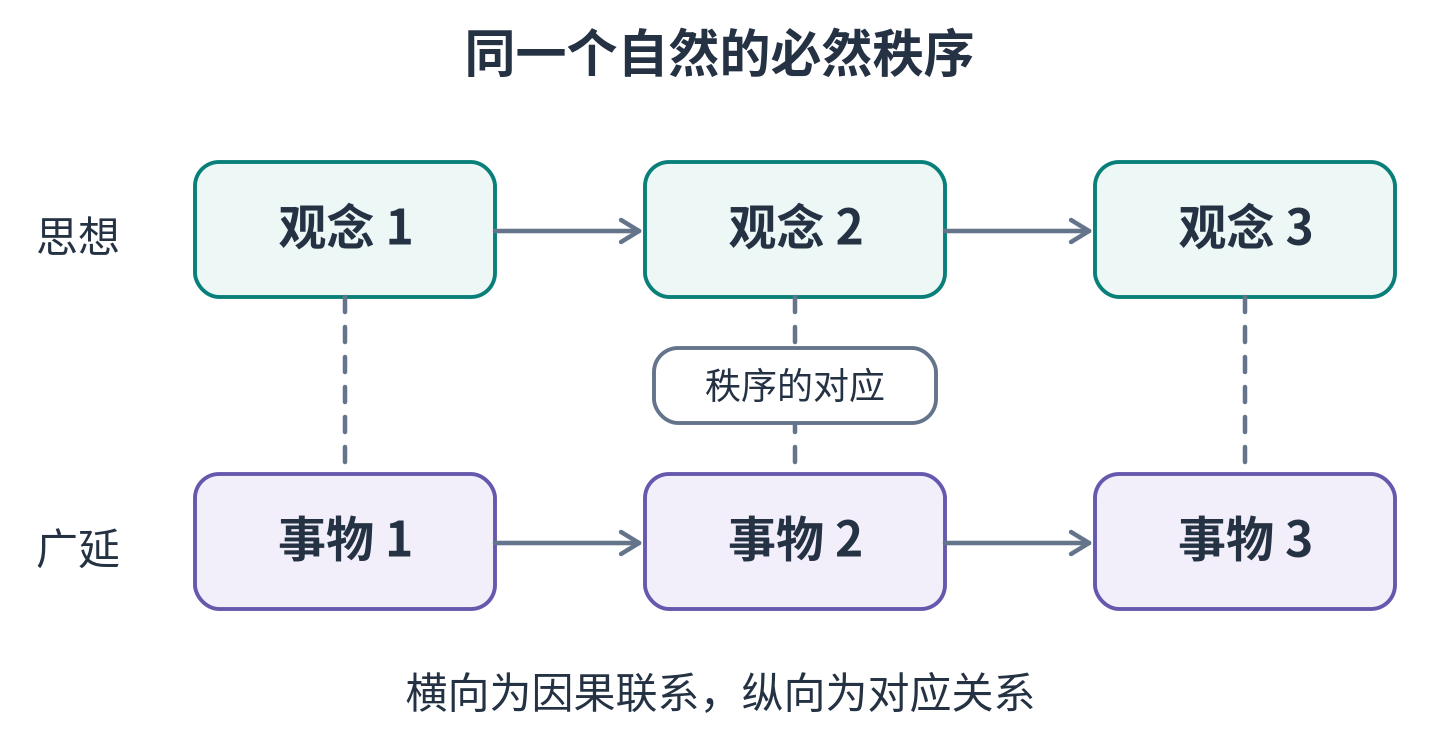 同一个自然的必然秩序
思想
观念 1
观念 2
观念 3
秩序的对应
广延
事物 1
事物 2
事物 3
横向为因果联系，纵向为对应关系